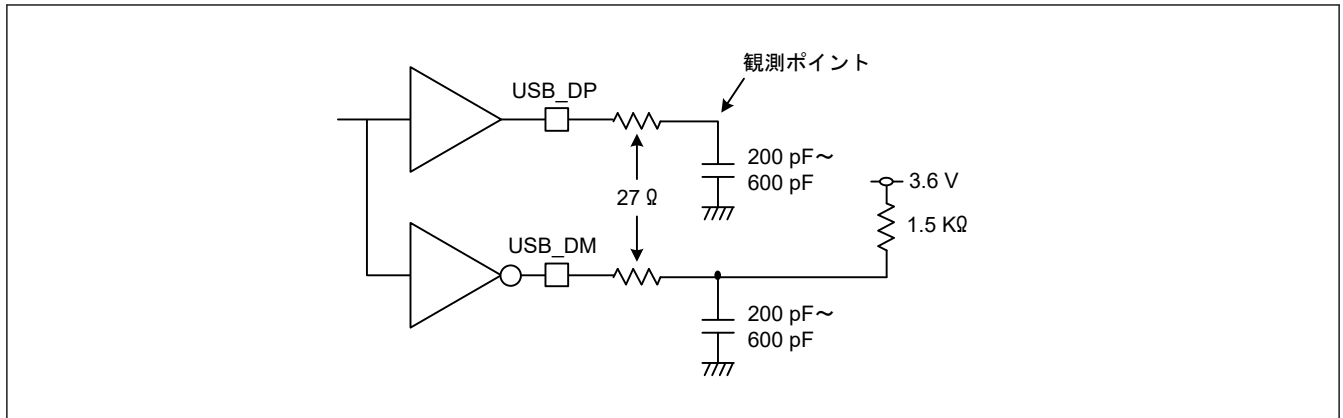 観測ポイント
USB_DP
200 pF～
600 pF
27 Ω
3.6 V
1.5 KΩ
USB_DM
200 pF～
600 pF